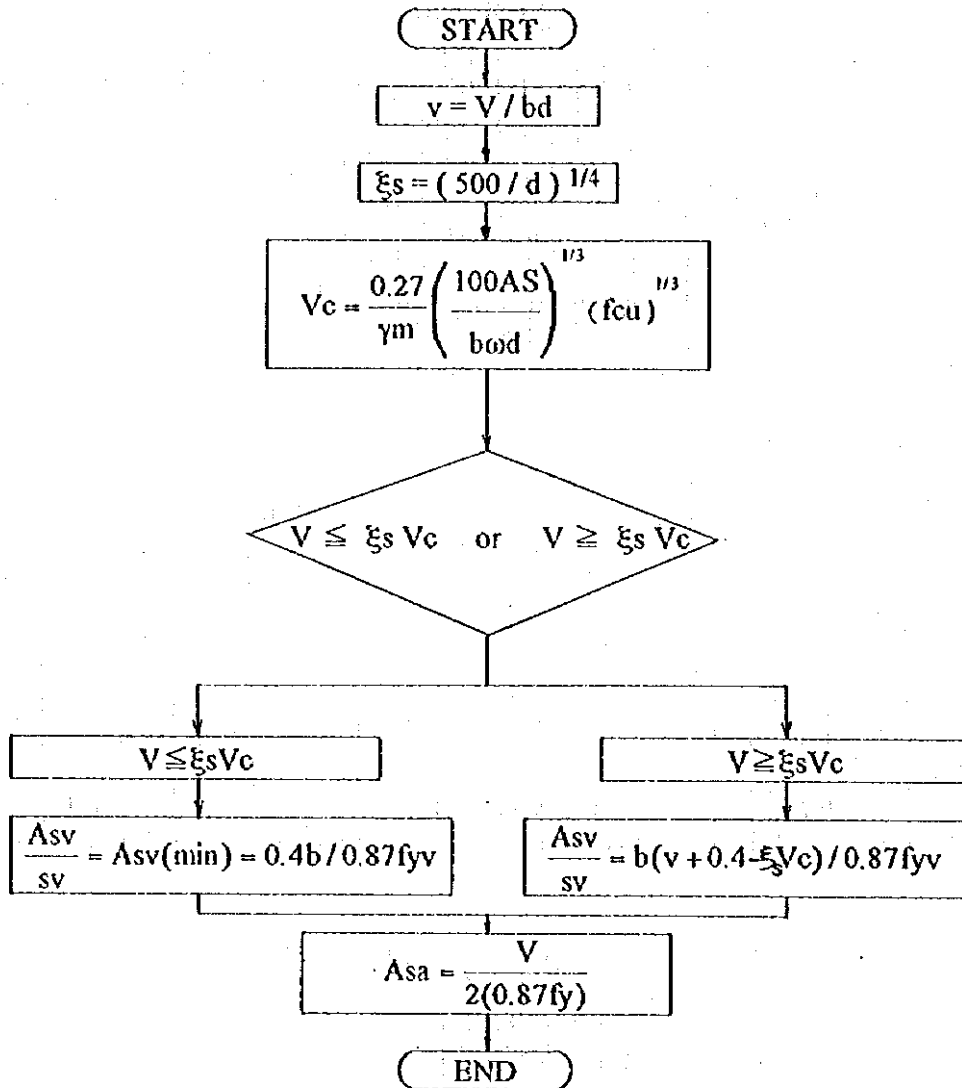 START
v = V / bd
ξs = ( 500 / d ) 1/4
Vc = 0.27/γm (100AS/bωd)^1/3 (fcu)^1/3
V ≦ ξs Vc or V ≧ ξs Vc
V≦ξsVc
V≧ξsVc
Asv/sv = Asv(min) = 0.4b / 0.87fyv
Asv/sv = b(v + 0.4-ξsVc) / 0.87fyv
Asa = V/2(0.87fy)
END